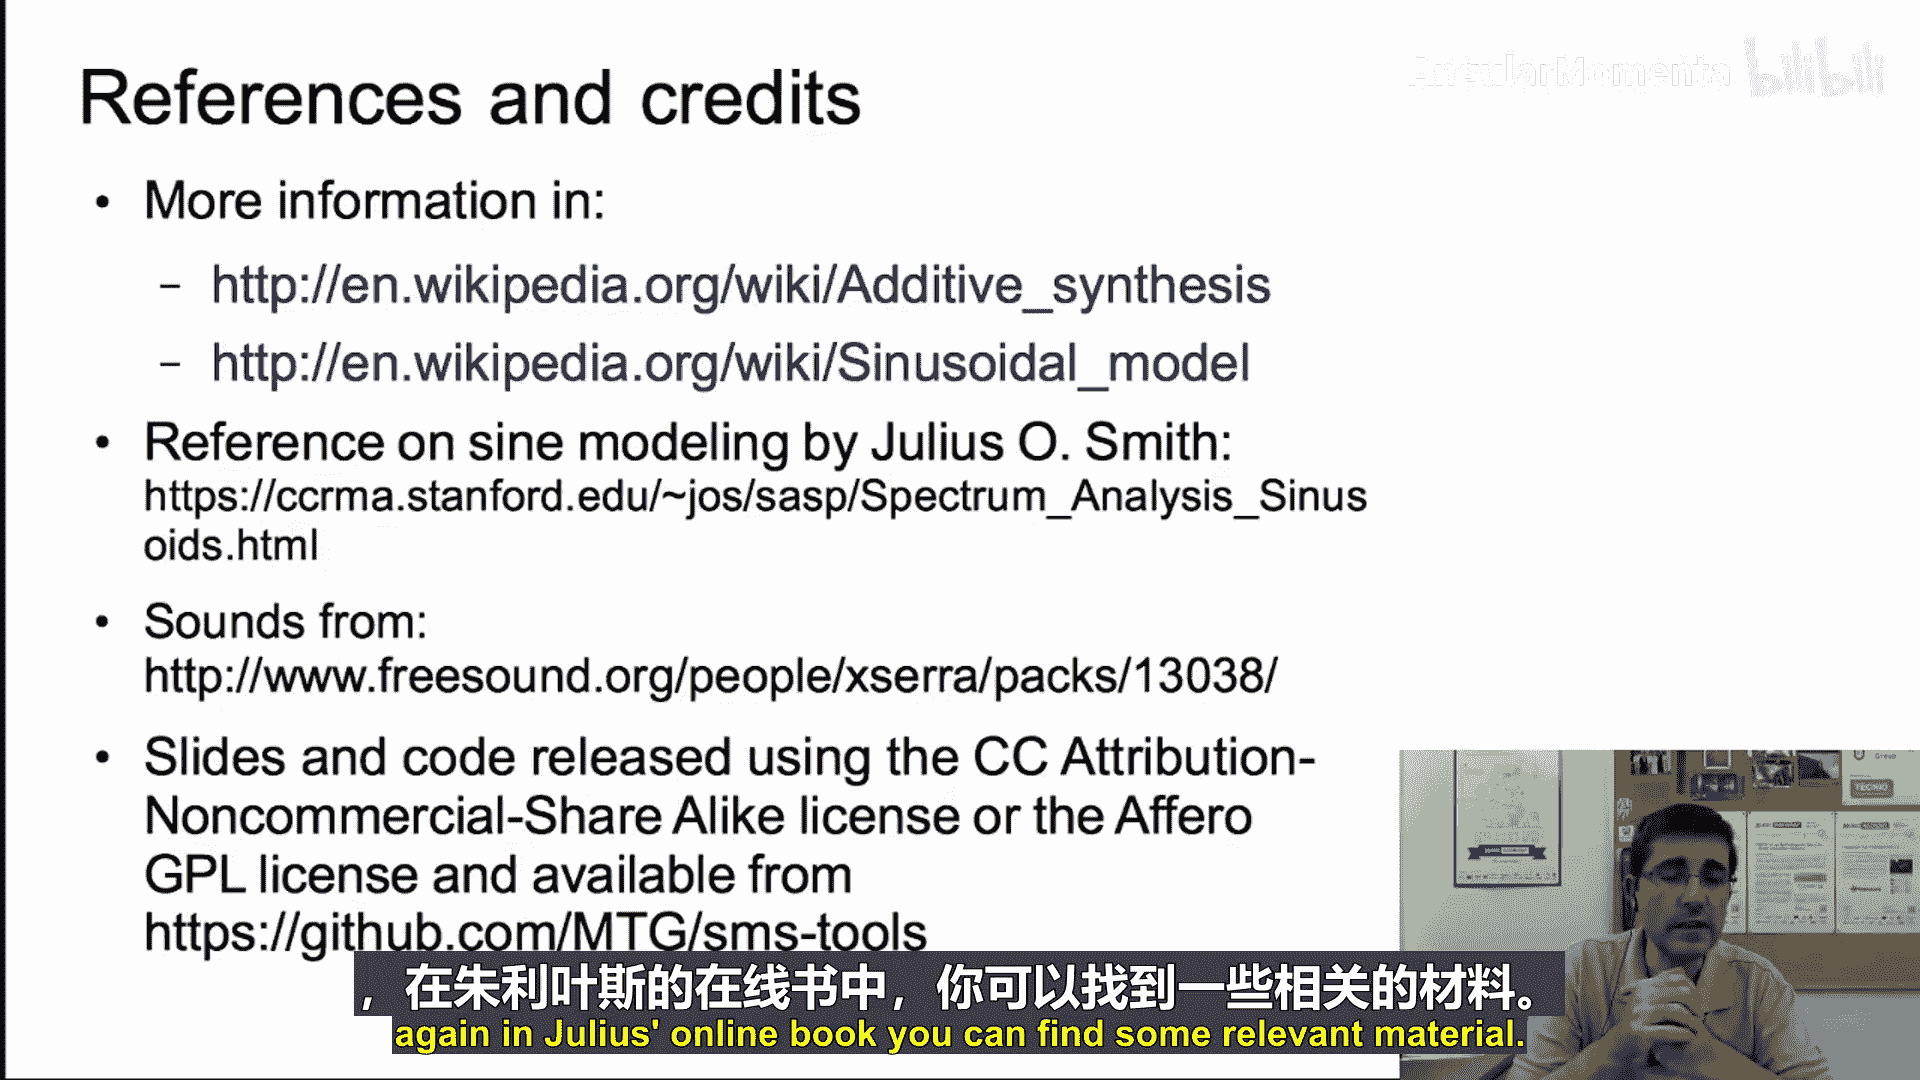 AngularMomenta bilibili
References and credits
• More information in:
– http://en.wikipedia.org/wiki/Additive_synthesis
– http://en.wikipedia.org/wiki/Sinusoidal_model
• Reference on sine modeling by Julius O. Smith:
https://ccrma.stanford.edu/~jos/sasp/Spectrum_Analysis_Sinus
oids.html
• Sounds from:
http://www.freesound.org/people/xserra/packs/13038/
• Slides and code released using the CC Attribution-
Noncommercial-Share Alike license or the Affero
GPL license and available from
https://github.com/MTG/sms-tools
Group
TECNIO
，在朱利叶斯的在线书中，你可以找到一些相关的材料。
again in Julius' online book you can find some relevant material.